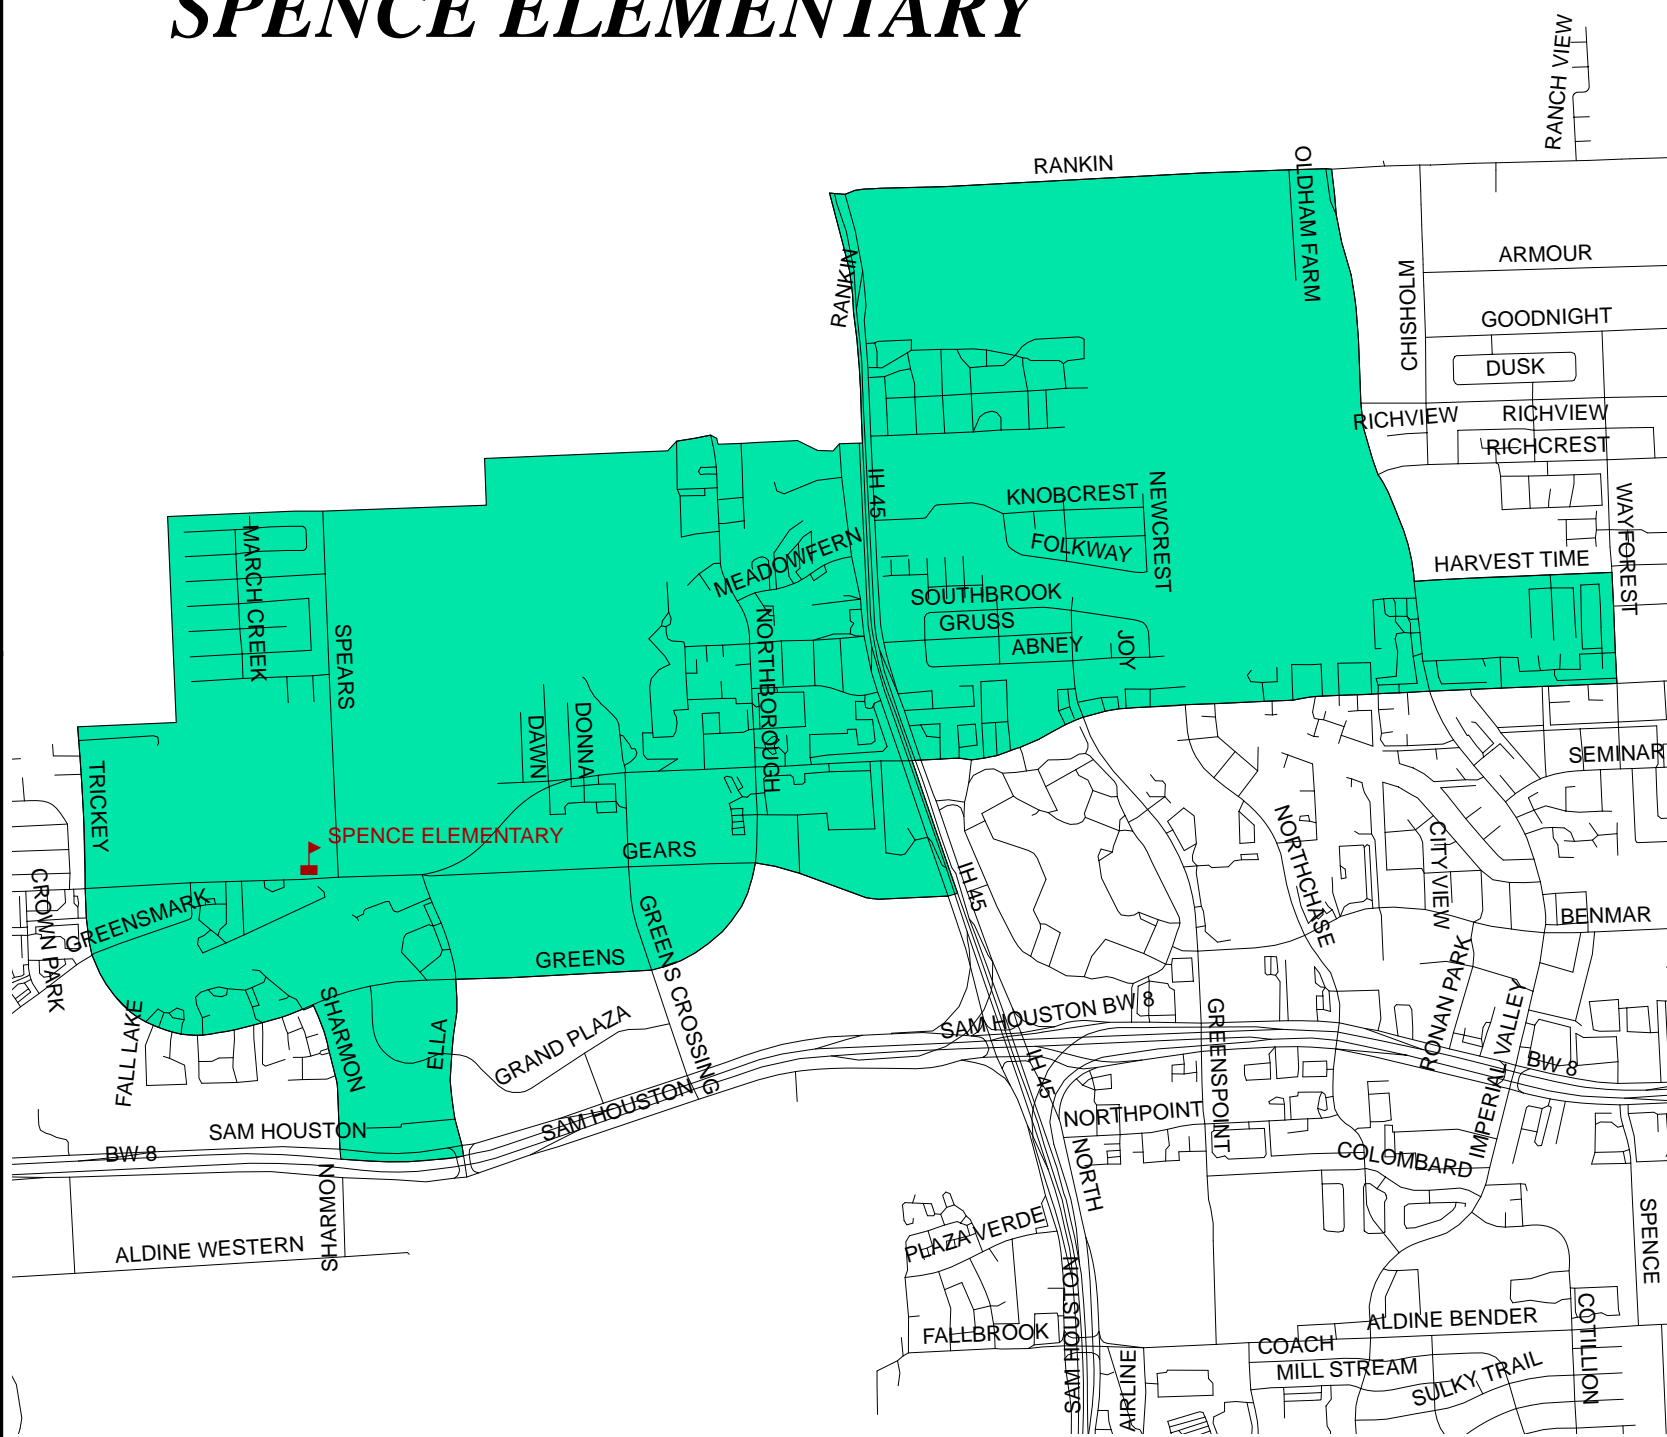 SPENCE ELEMENTARY
RANCH VIEW
RANKIN
OLDHAM FARM
RANKIN
CHISHOLM
ARMOUR
GOODNIGHT
DUSK
RICHVIEW
RICHVIEW
RICHCREST
IH 45
KNOBCREST
NEWCREST
WAYFOREST
MARCH CREEK
MEADOWFERN
FOLKWAY
HARVEST TIME
SOUTHBROOK
GRUSS
ABNEY
JOY
SPEARS
NORTHBOROUGH
DAWN
DONNA
TRICKEY
SEMINAR
SPENCE ELEMENTARY
GEARS
NORTHCHASE
CITYVIEW
IH 45
CROWN PARK
GREENSMARK
GREENS
GREENS CROSSING
BENMAR
RONAN PARK
IMPERIAL VALLEY
FALL LAKE
SHARMON
ELLA
GRAND PLAZA
SAM HOUSTON BW 8
GREENSPOINT
IH 45
BW 8
SAM HOUSTON
SAM HOUSTON
NORTHPOINT
BW 8
NORTH
COLOMBARD
SHARMON
ALDINE WESTERN
PLAZA VERDE
SPENCE
SAM HOUSTON
FALLBROOK
AIRLINE
COACH
ALDINE BENDER
COTILLION
MILL STREAM
SULKY TRAIL